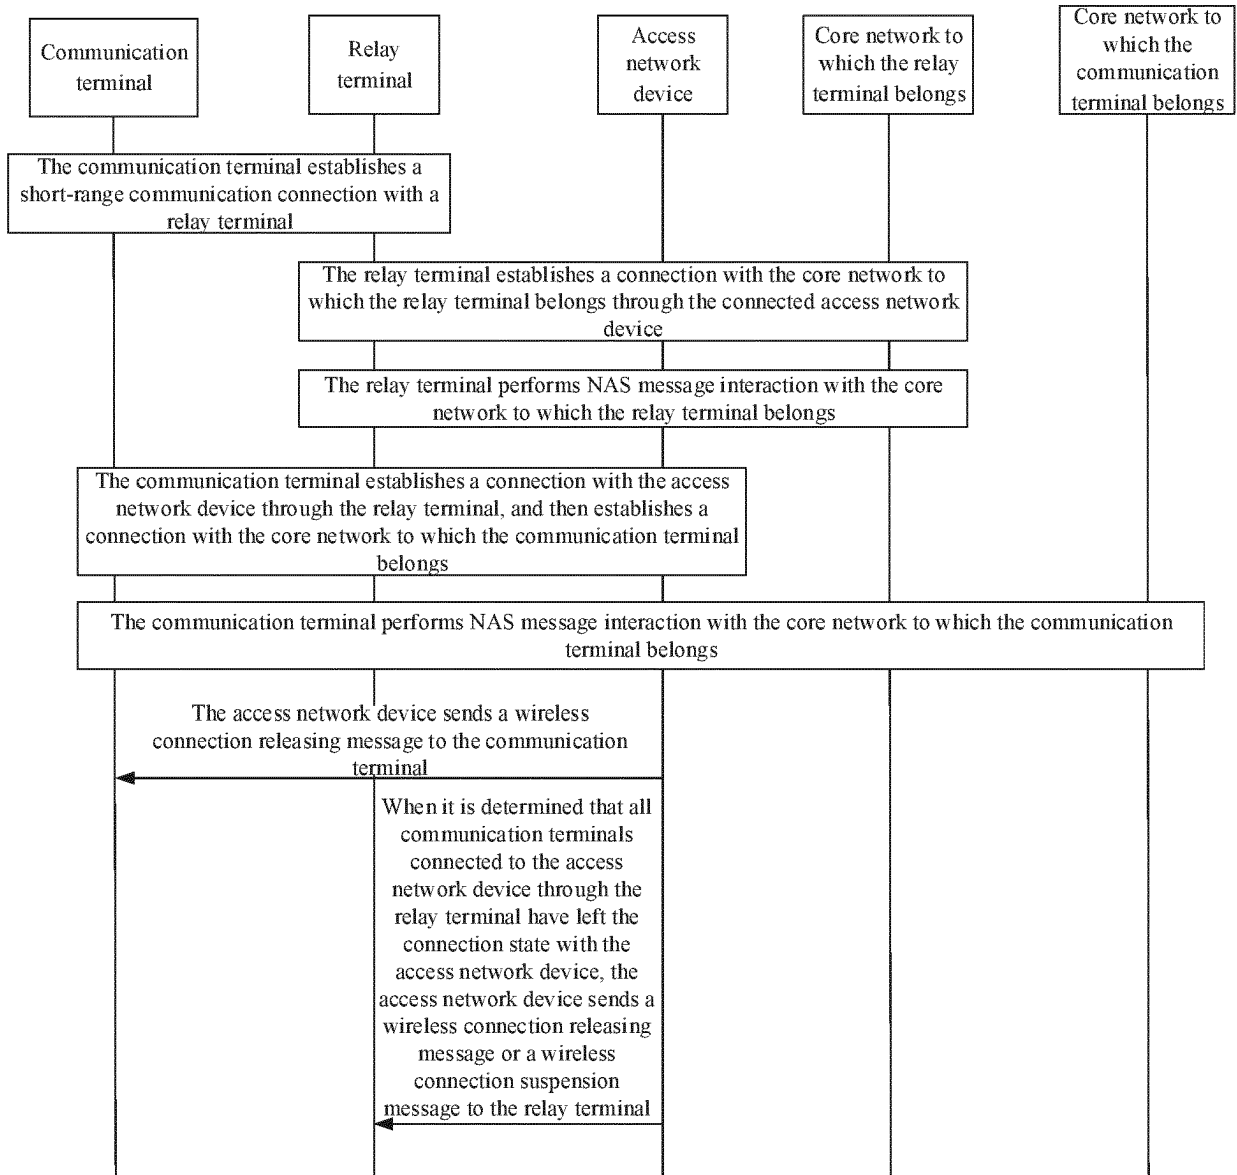 Communication
terminal
Relay
terminal
Access
network
device
Core network to
which the relay
terminal belongs
Core network to
which the
communication
terminal belongs
The communication terminal establishes a
short-range communication connection with a
relay terminal
The relay terminal establishes a connection with the core network to
which the relay terminal belongs through the connected access network
device
The relay terminal performs NAS message interaction with the core
network to which the relay terminal belongs
The communication terminal establishes a connection with the access
network device through the relay terminal, and then establishes a
connection with the core network to which the communication terminal
belongs
The communication terminal performs NAS message interaction with the core network to which the communication
terminal belongs
The access network device sends a wireless
connection releasing message to the communication
terminal
When it is determined that all
communication terminals
connected to the access
network device through the
relay terminal have left the
connection state with the
access network device, the
access network device sends a
wireless connection releasing
message or a wireless
connection suspension
message to the relay terminal